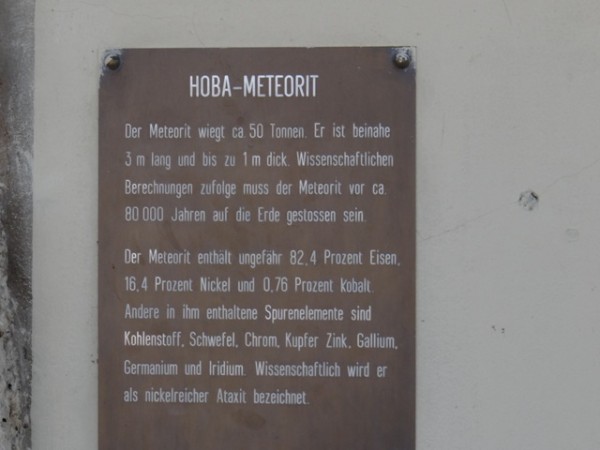 HOBA-METEORIT
Der Meteorit wiegt ca. 50 Tonnen. Er ist beinahe
3 m lang und bis zu 1 m dick. Wissenschaftlichen
Berechnungen zufolge muss der Meteorit vor ca.
80 000 Jahren auf die Erde gestossen sein.
Der Meteorit enthält ungefähr 82,4 Prozent Eisen,
16,4 Prozent Nickel und 0,76 Prozent Kobalt.
Andere in ihm enthaltene Spurenelemente sind
Kohlenstoff, Schwefel, Chrom, Kupfer Zink, Gallium,
Germanium und Iridium. Wissenschaftlich wird er
als nickelreicher Ataxit bezeichnet.